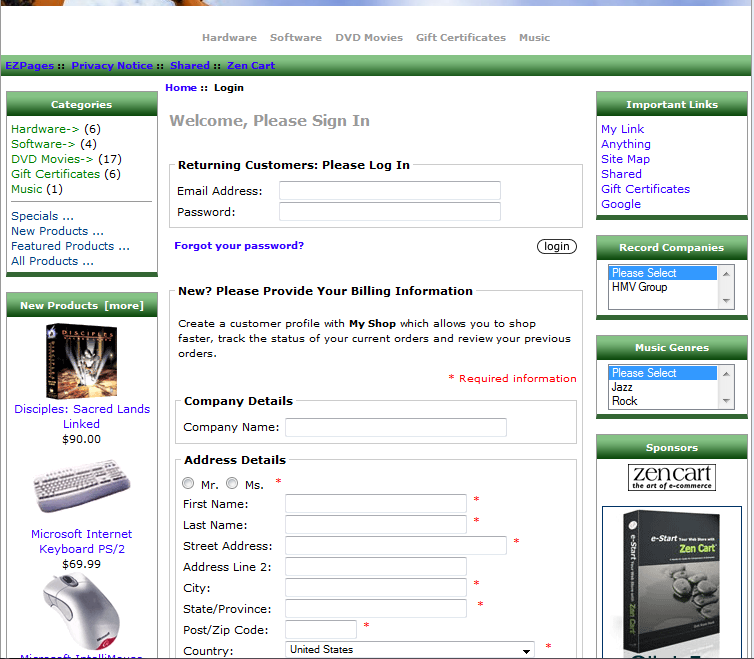 Hardware Software DVD Movies Gift Certificates Music
EZPages :: Privacy Notice :: Shared :: Zen Cart
Categories
Hardware-> (6)
Software-> (4)
DVD Movies-> (17)
Gift Certificates (6)
Music (1)
Specials ...
New Products ...
Featured Products ...
All Products ...
New Products [more]
DISCIPLES
Disciples: Sacred Lands
Linked
$90.00
Microsoft Internet
Keyboard PS/2
$69.99
Microsoft IntelliMouse
Home :: Login
Welcome, Please Sign In
Returning Customers: Please Log In
Email Address:
Password:
Forgot your password?
login
New? Please Provide Your Billing Information
Create a customer profile with My Shop which allows you to shop
faster, track the status of your current orders and review your previous
orders.
* Required information
Company Details
Company Name:
Address Details
Mr. Ms. *
First Name: *
Last Name: *
Street Address: *
Address Line 2:
City: *
State/Province: *
Post/Zip Code: *
Country: United States *
Important Links
My Link
Anything
Site Map
Shared
Gift Certificates
Google
Record Companies
Please Select
HMV Group
Music Genres
Please Select
Jazz
Rock
Sponsors
zencart
the art of e-commerce
e-Start Your Web Store with
Zen Cart